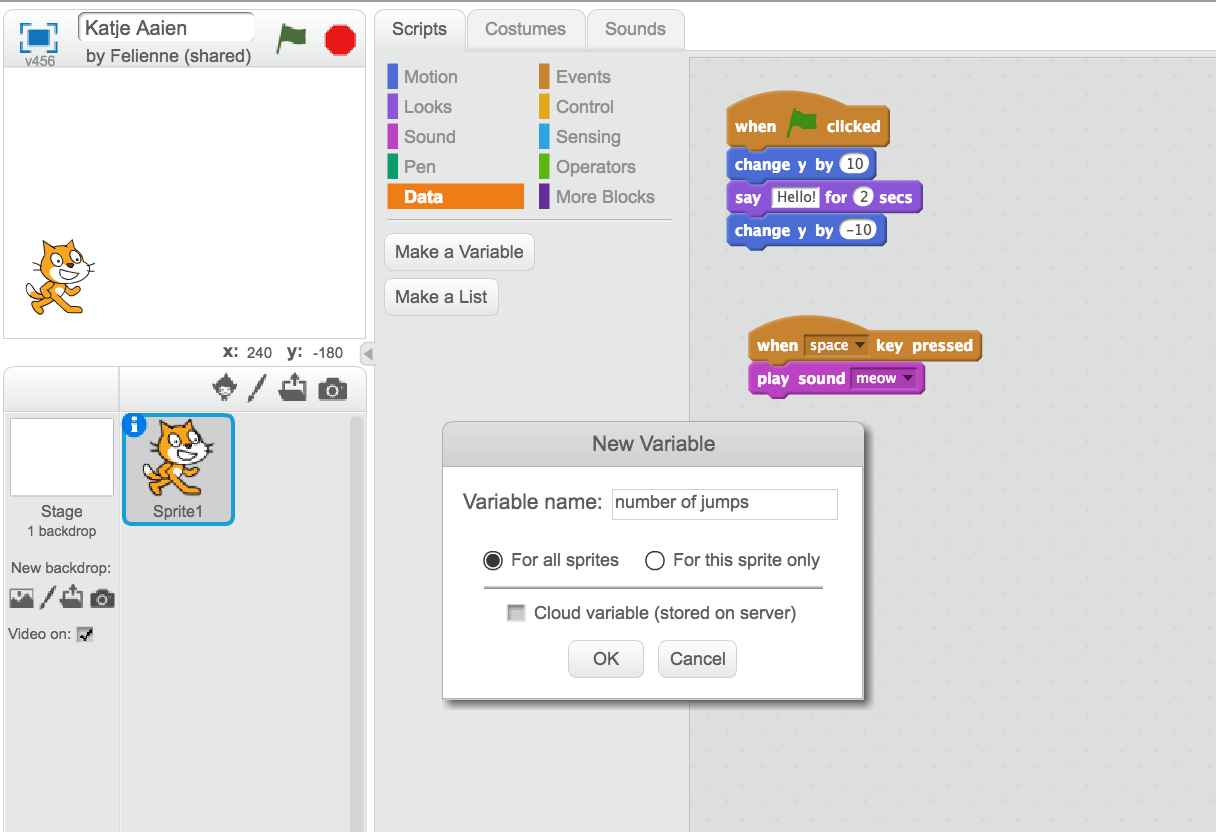 Katje Aaien
by Felienne (shared)
v456
x: 240 y: -180
Stage
1 backdrop
New backdrop:
Video on:
i
Sprite1
Scripts
Costumes
Sounds
Motion
Looks
Sound
Pen
Data
Events
Control
Sensing
Operators
More Blocks
Make a Variable
Make a List
when clicked
change y by 10
say Hello! for 2 secs
change y by -10
when space key pressed
play sound meow
New Variable
Variable name: number of jumps
For all sprites For this sprite only
Cloud variable (stored on server)
OK Cancel